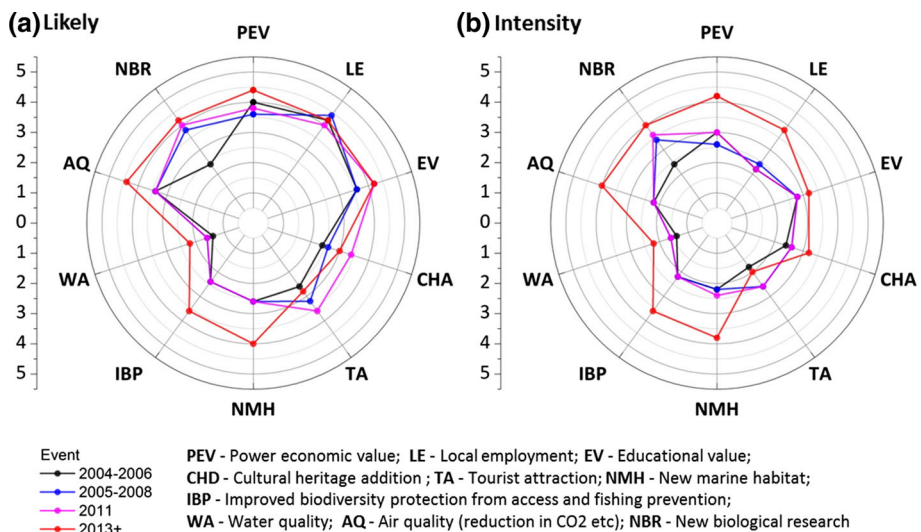 (a) Likely
(b) Intensity
PEV
LE
EV
CHA
TA
NMH
IBP
WA
AQ
NBR
5
4
3
2
1
0
1
2
3
4
5
PEV
LE
EV
CHA
TA
NMH
IBP
WA
AQ
NBR
5
4
3
2
1
0
1
2
3
4
5
Event
2004-2006
2005-2008
2011
2013+
PEV - Power economic value; LE - Local employment; EV - Educational value;
CHD - Cultural heritage addition ; TA - Tourist attraction; NMH - New marine habitat;
IBP - Improved biodiversity protection from access and fishing prevention;
WA - Water quality; AQ - Air quality (reduction in CO2 etc); NBR - New biological research